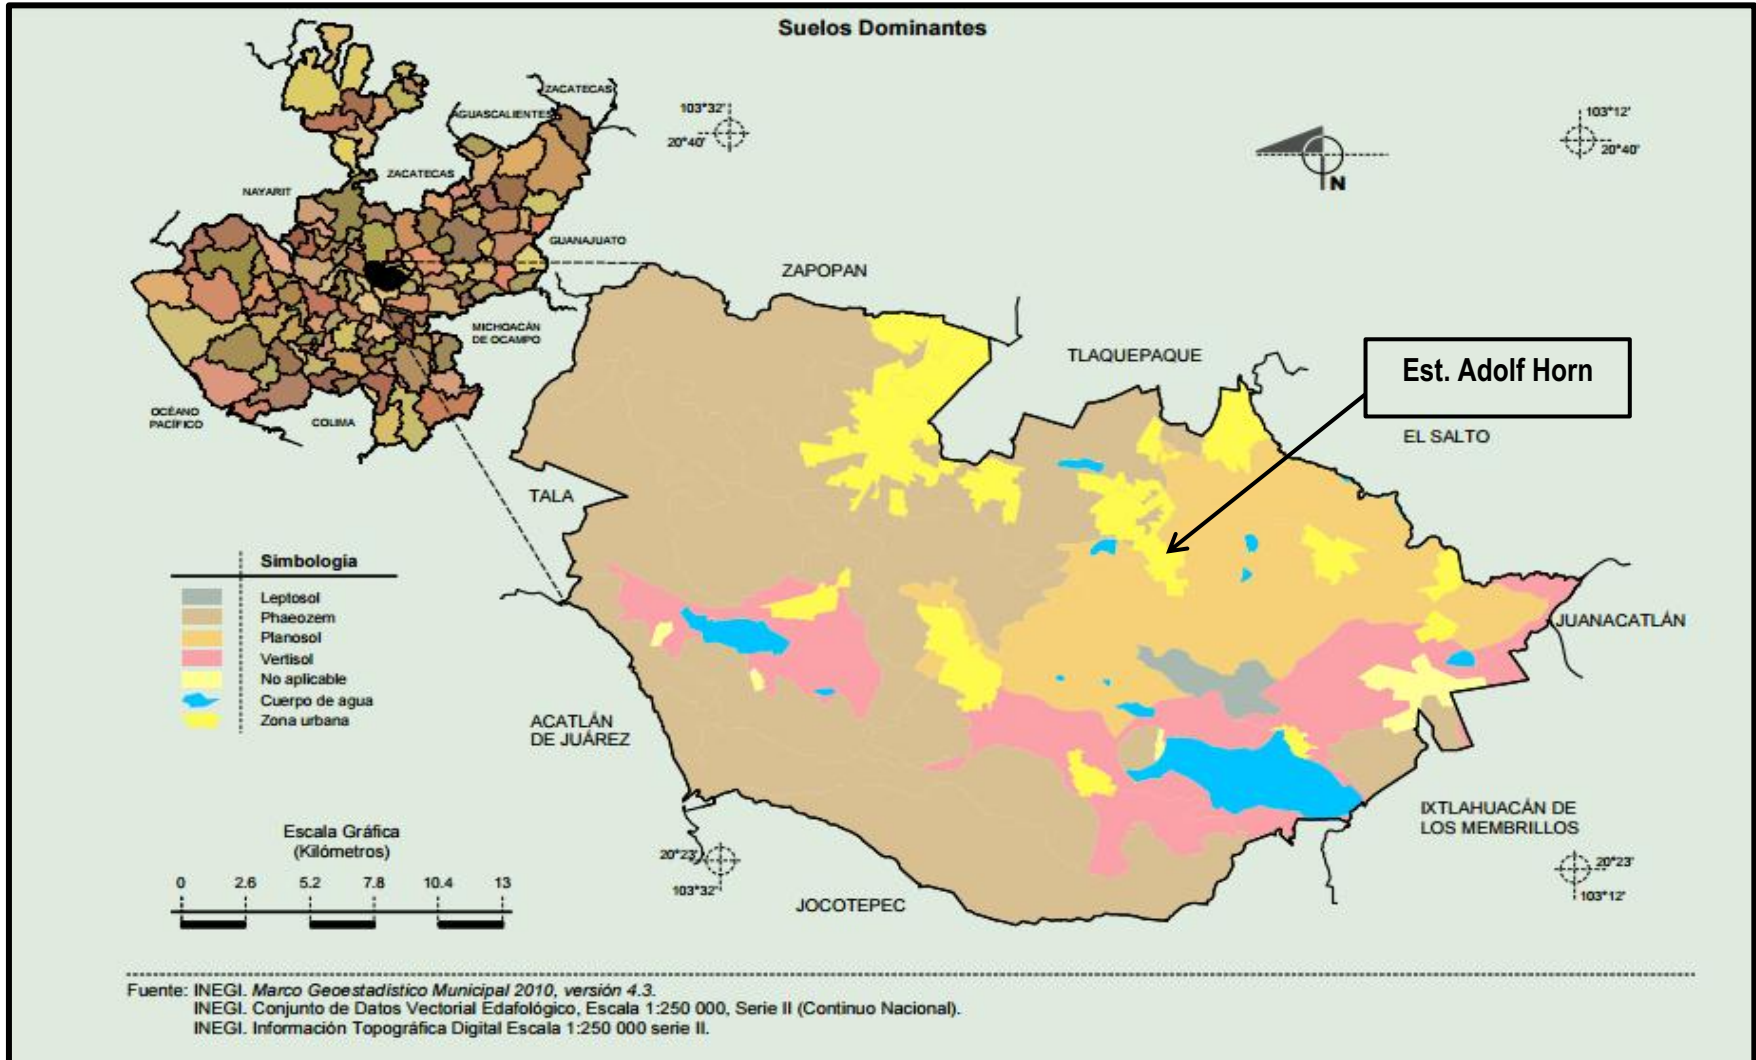 Suelos Dominantes
ZACATECAS
AGUASCALIENTES
ZACATECAS
NAYARIT
GUANAJUATO
MICHOACÁN
DE OCAMPO
OCÉANO
PACÍFICO
COLIMA
103°32'
20°40'
N
103°12'
20°40'
ZAPOPAN
TLAQUEPAQUE
Est. Adolf Horn
EL SALTO
TALA
JUANACATLÁN
Simbología
Leptosol
Phaeozem
Planosol
Vertisol
No aplicable
Cuerpo de agua
Zona urbana
ACATLÁN
DE JUÁREZ
IXTLAHUACÁN DE
LOS MEMBRILLOS
Escala Gráfica
(Kilómetros)
0 2.6 5.2 7.8 10.4 13
20°23'
103°32'
JOCOTEPEC
20°23'
103°12'
Fuente: INEGI. Marco Geoestadístico Municipal 2010, versión 4.3.
INEGI. Conjunto de Datos Vectorial Edafológico, Escala 1:250 000, Serie II (Continuo Nacional).
INEGI. Información Topográfica Digital Escala 1:250 000 serie II.